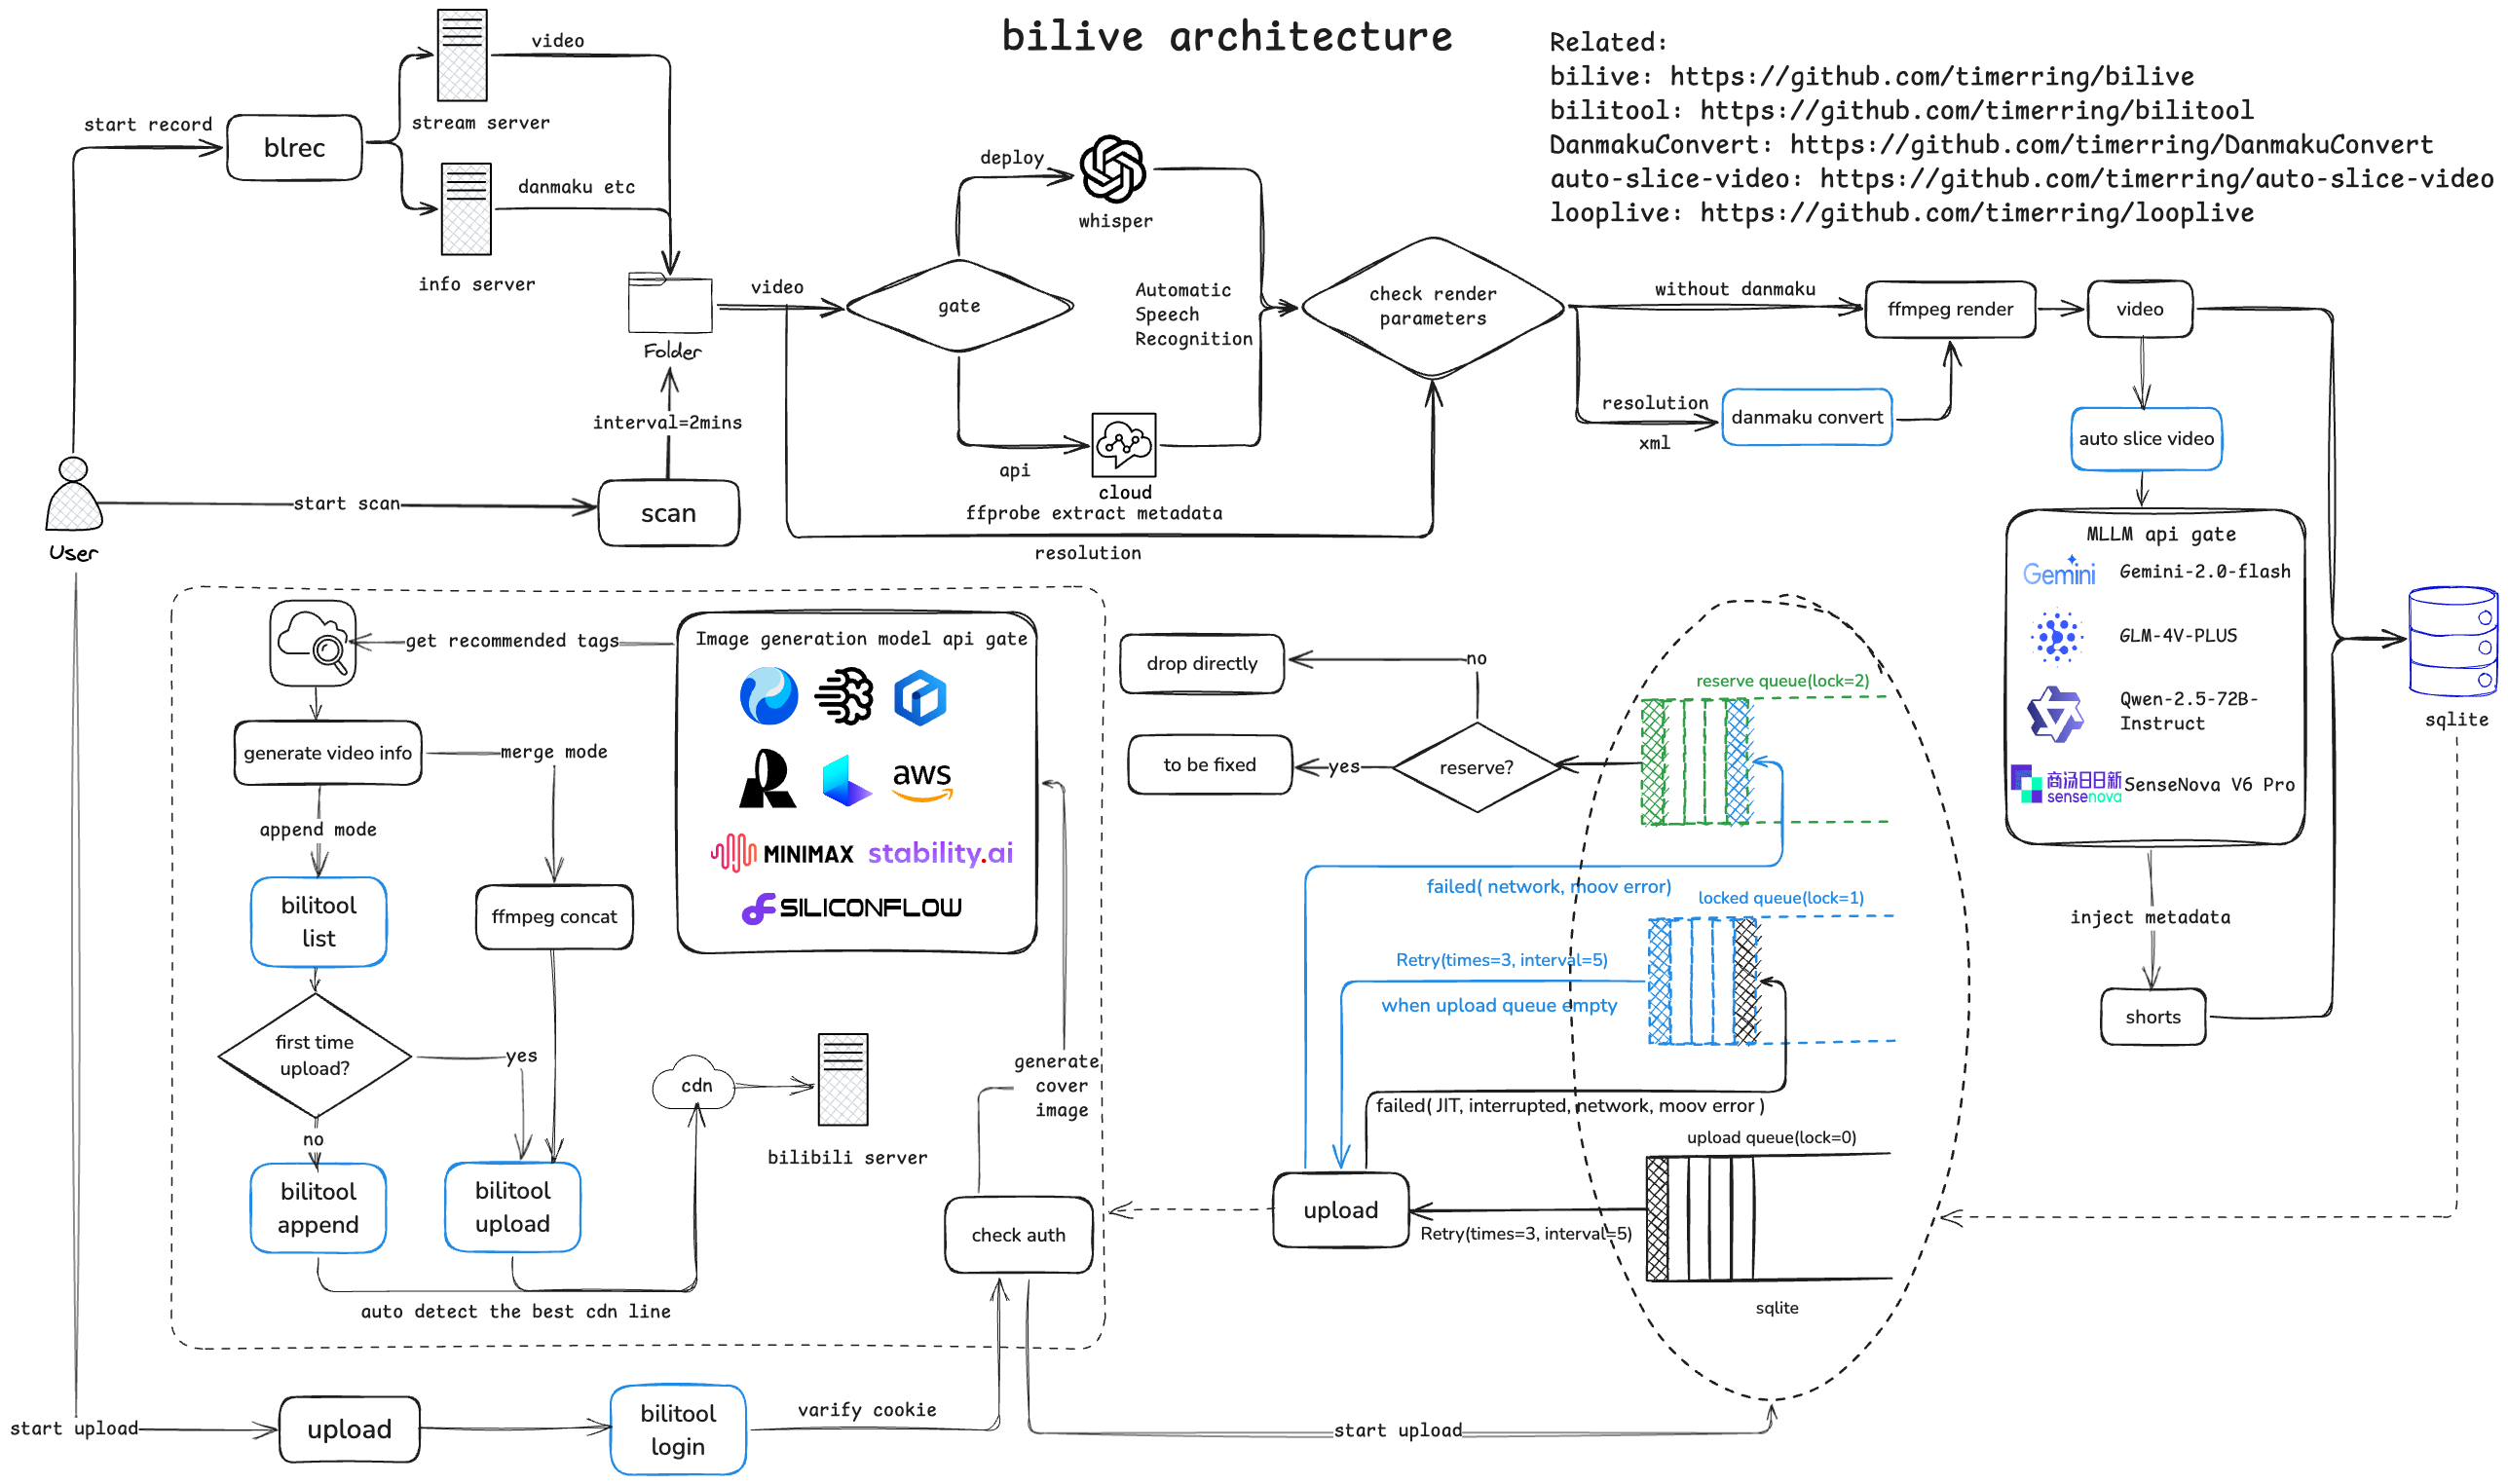 bilive architecture
Related:
bilive: https://github.com/timerring/bilive
bilitool: https://github.com/timerring/bilitool
DanmakuConvert: https://github.com/timerring/DanmakuConvert
auto-slice-video: https://github.com/timerring/auto-slice-video
looplive: https://github.com/timerring/looplive
start record
blrec
video
stream server
danmaku etc
info server
Folder
interval=2mins
start scan
scan
User
video
gate
deploy
whisper
Automatic
Speech
Recognition
api
cloud
ffprobe extract metadata
resolution
check render
parameters
without danmaku
ffmpeg render
video
resolution
xml
danmaku convert
auto slice video
MLLM api gate
Gemini
Gemini-2.0-flash
GLM-4V-PLUS
Qwen-2.5-72B-
Instruct
商汤日日新
sensenova
SenseNova V6 Pro
sqlite
inject metadata
shorts
get recommended tags
Image generation model api gate
aws
MINIMAX
stability.ai
SILICONFLOW
generate video info
merge mode
append mode
bilitool
list
ffmpeg concat
first time
upload?
yes
no
bilitool
append
bilitool
upload
cdn
bilibili server
auto detect the best cdn line
generate
cover
image
check auth
drop directly
no
to be fixed
yes
reserve?
reserve queue(lock=2)
failed( network, moov error)
locked queue(lock=1)
Retry(times=3, interval=5)
when upload queue empty
failed( JIT, interrupted, network, moov error )
upload queue(lock=0)
upload
Retry(times=3, interval=5)
sqlite
start upload
upload
bilitool
login
varify cookie
start upload